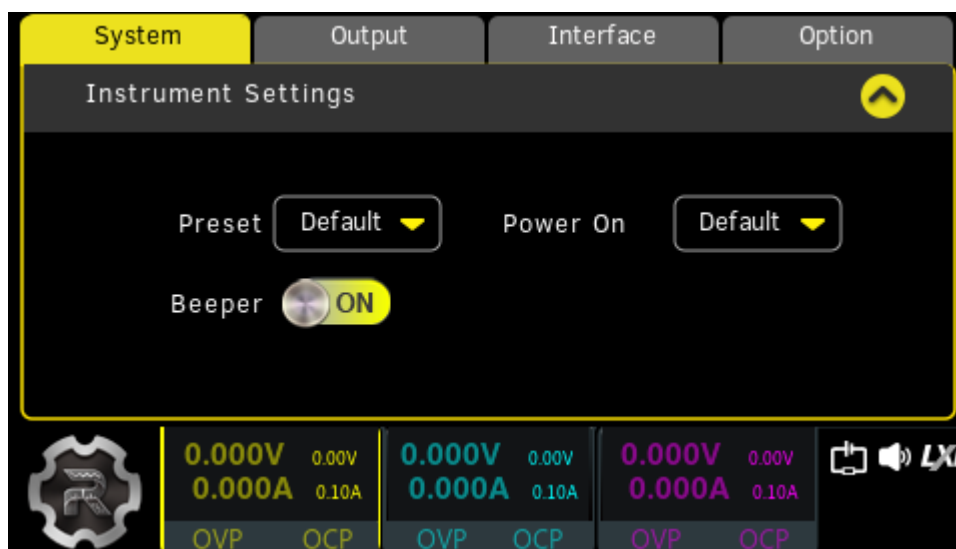 System Output Interface Option
Instrument Settings
Preset Default Power On Default
Beeper ON
0.000V 0.00V 0.000V 0.00V 0.000V 0.00V
0.000A 0.10A 0.000A 0.10A 0.000A 0.10A
OVP OCP OVP OCP OVP OCP